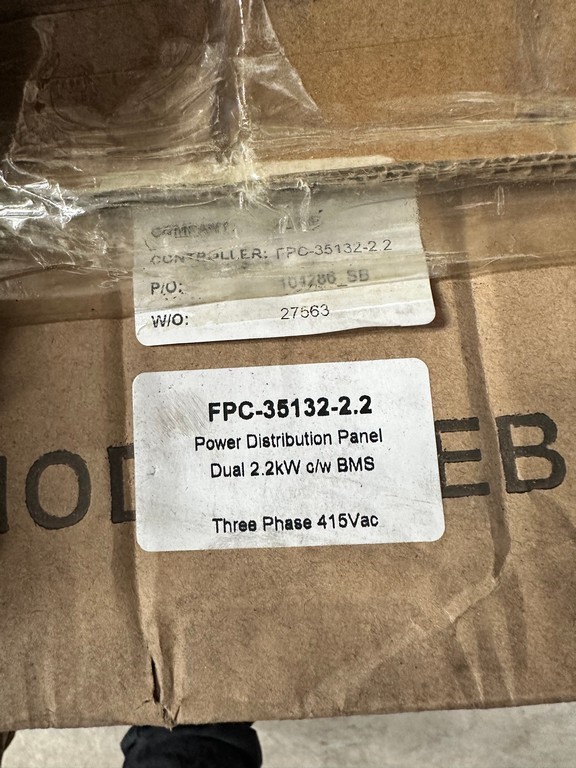 COMPANY:
CONTROLLER: FPC-35132-2.2
P/O:
W/O: 27563
FPC-35132-2.2
Power Distribution Panel
Dual 2.2kW c/w BMS
Three Phase 415Vac